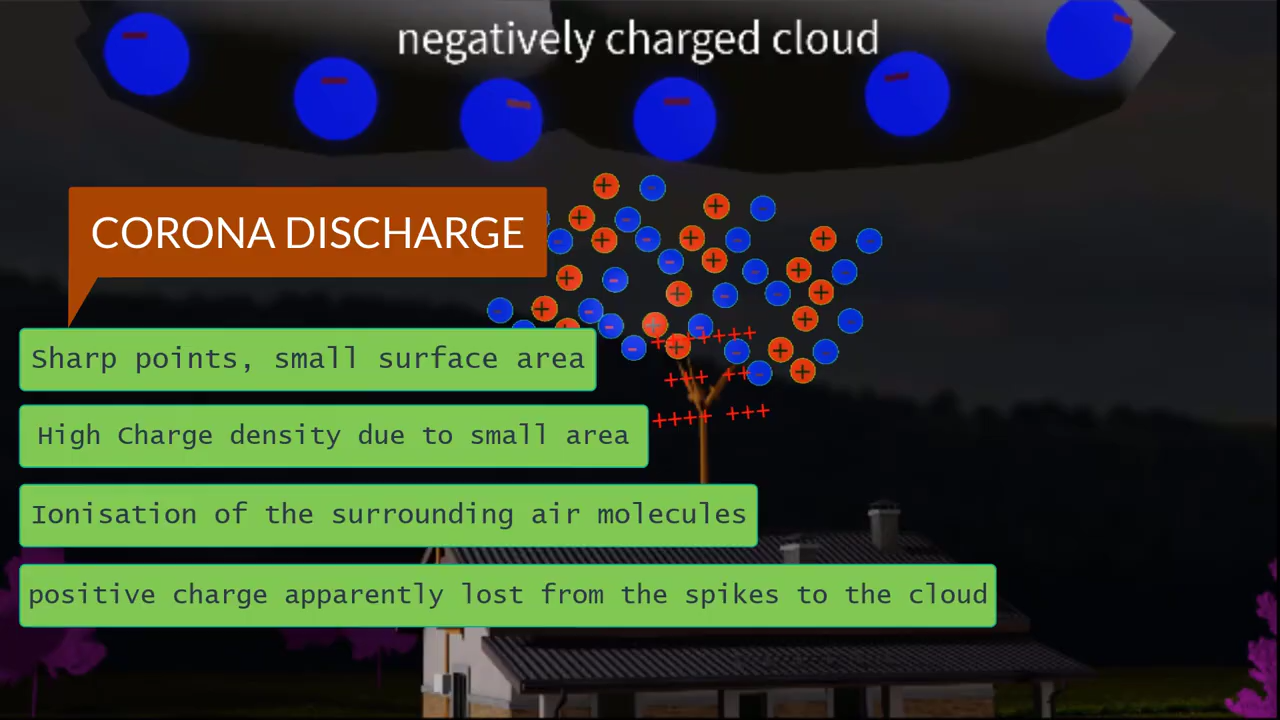 negatively charged cloud
CORONA DISCHARGE
Sharp points, small surface area
High Charge density due to small area
Ionisation of the surrounding air molecules
positive charge apparently lost from the spikes to the cloud